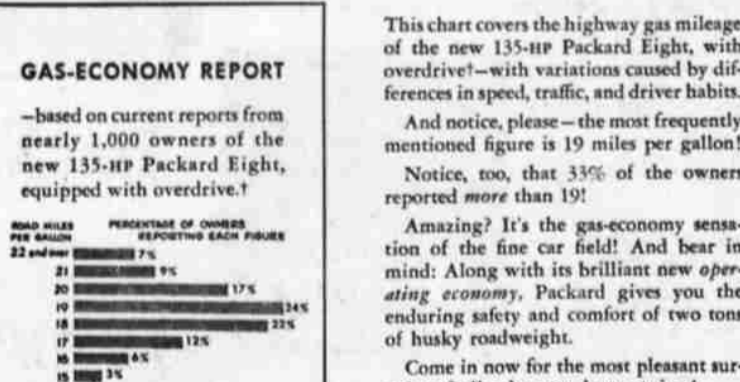 GAS-ECONOMY REPORT
—based on current reports from
nearly 1,000 owners of the
new 135-HP Packard Eight,
equipped with overdrive.†
ROAD MILES PER GALLON
PERCENTAGE OF OWNERS REPORTING EACH FIGURE
22 and over 7%
21 9%
20 17%
19 24%
18 22%
17 12%
16 6%
15 3%
This chart covers the highway gas mileage
of the new 135-HP Packard Eight, with
overdrive†—with variations caused by dif-
ferences in speed, traffic, and driver habits.
And notice, please—the most frequently
mentioned figure is 19 miles per gallon!
Notice, too, that 33% of the owners
reported more than 19!
Amazing? It's the gas-economy sensa-
tion of the fine car field! And bear in
mind: Along with its brilliant new oper-
ating economy, Packard gives you the
enduring safety and comfort of two tons
of husky roadweight.
Come in now for the most pleasant sur-